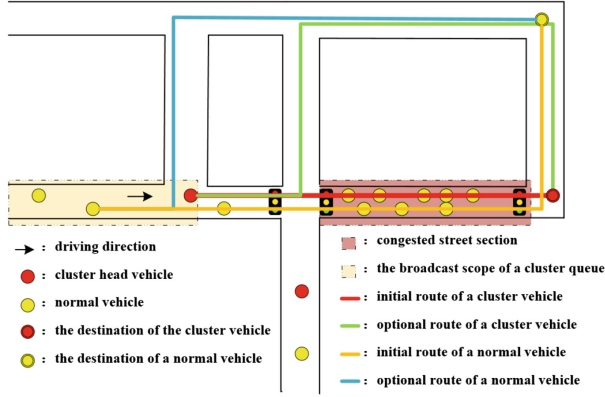 : driving direction
: cluster head vehicle
: normal vehicle
: the destination of the cluster vehicle
: the destination of a normal vehicle
: congested street section
: the broadcast scope of a cluster queue
: initial route of a cluster vehicle
: optional route of a cluster vehicle
: initial route of a normal vehicle
: optional route of a normal vehicle